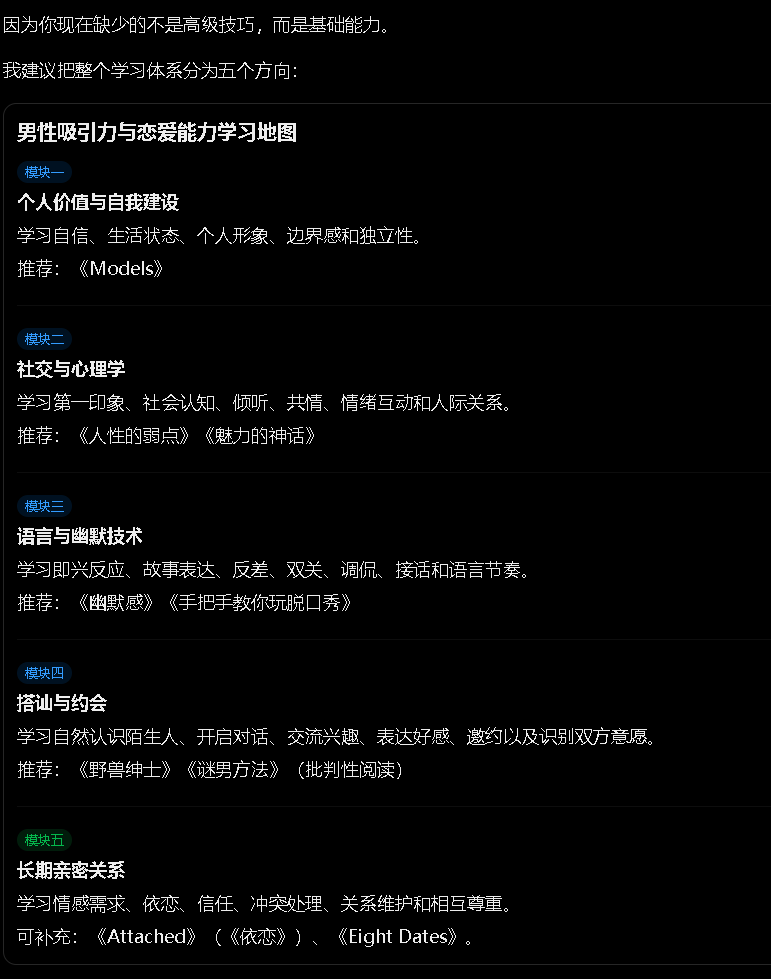 因为你现在缺少的不是高级技巧，而是基础能力。
我建议把整个学习体系分为五个方向：
男性吸引力与恋爱能力学习地图
模块一
个人价值与自我建设
学习自信、生活状态、个人形象、边界感和独立性。
推荐：《Models》
模块二
社交与心理学
学习第一印象、社会认知、倾听、共情、情绪互动和人际关系。
推荐：《人性的弱点》《魅力的神话》
模块三
语言与幽默技术
学习即兴反应、故事表达、反差、双关、调侃、接话和语言节奏。
推荐：《幽默感》《手把手教你玩脱口秀》
模块四
搭讪与约会
学习自然认识陌生人、开启对话、交流兴趣、表达好感、邀约以及识别双方意愿。
推荐：《野兽绅士》《谜男方法》（批判性阅读）
模块五
长期亲密关系
学习情感需求、依恋、信任、冲突处理、关系维护和相互尊重。
可补充：《Attached》（《依恋》）、《Eight Dates》。